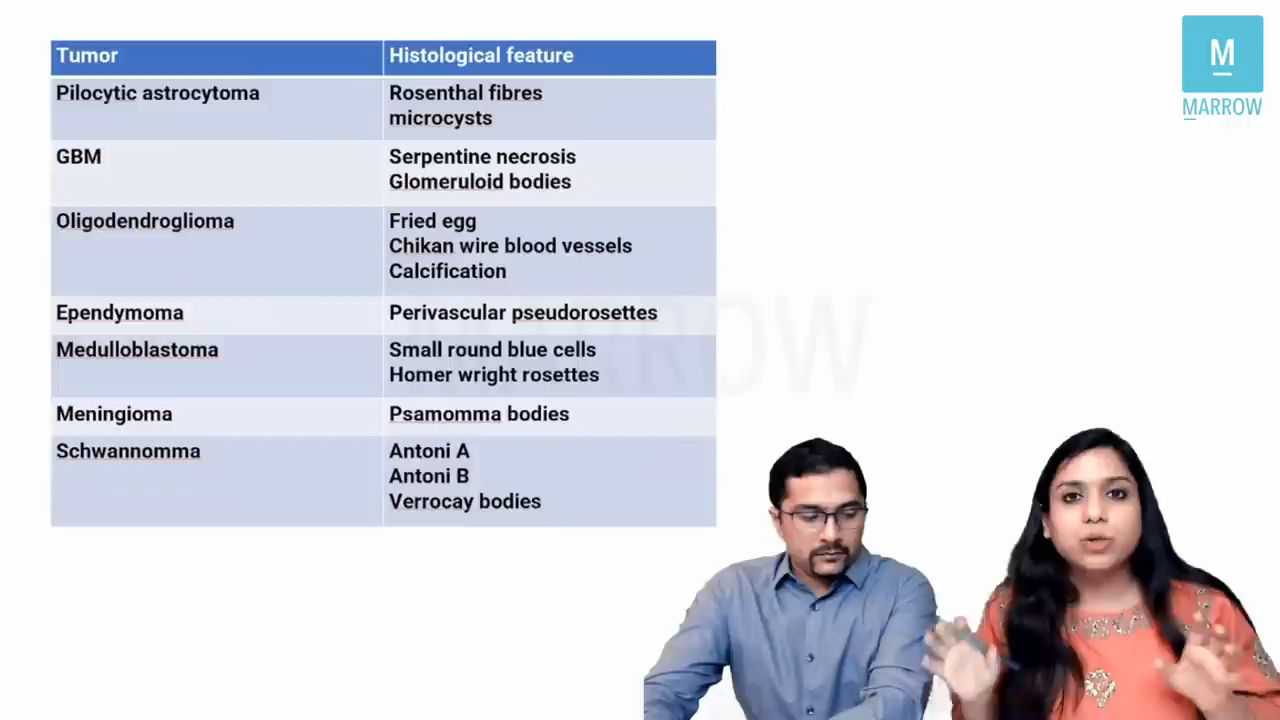 Tumor
Histological feature
Pilocytic astrocytoma
Rosenthal fibres
microcysts
GBM
Serpentine necrosis
Glomeruloid bodies
Oligodendroglioma
Fried egg
Chikan wire blood vessels
Calcification
Ependymoma
Perivascular pseudorosettes
Medulloblastoma
Small round blue cells
Homer wright rosettes
Meningioma
Psamomma bodies
Schwannomma
Antoni A
Antoni B
Verrocay bodies
M
MARROW